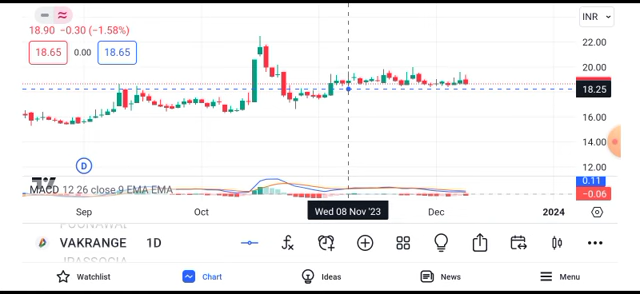 INR
18.90 −0.30 (−1.58%)
18.65 0.00 18.65
22.00
20.00
18.25
16.00
14.00
12.00
D
MACD 12 26 close 9 EMA EMA
0.11
−0.06
Sep Oct Wed 08 Nov '23 Dec 2024
VAKRANGE 1D
Watchlist Chart Ideas News Menu